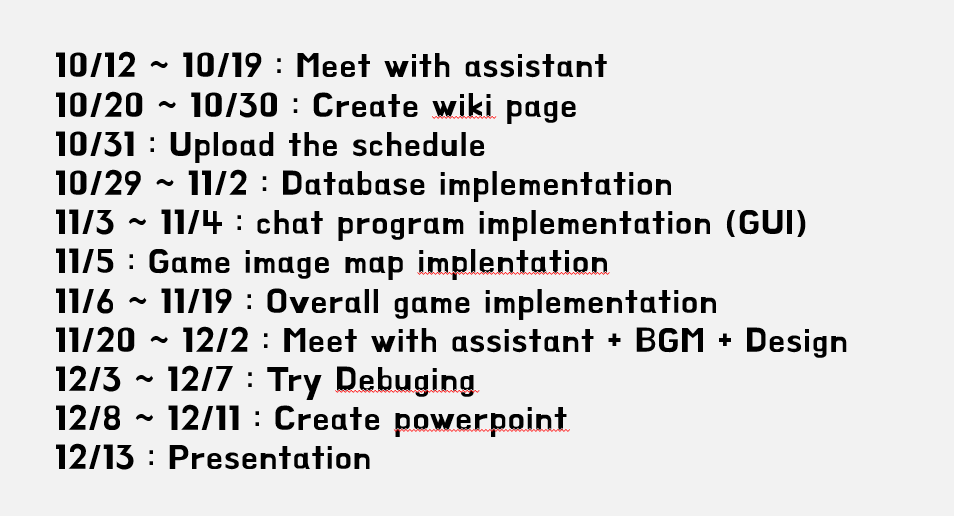 10/12 ~ 10/19 : Meet with assistant
10/20 ~ 10/30 : Create wiki page
10/31 : Upload the schedule
10/29 ~ 11/2 : Database implementation
11/3 ~ 11/4 : chat program implementation (GUI)
11/5 : Game image map implentation
11/6 ~ 11/19 : Overall game implementation
11/20 ~ 12/2 : Meet with assistant + BGM + Design
12/3 ~ 12/7 : Try Debuging
12/8 ~ 12/11 : Create powerpoint
12/13 : Presentation